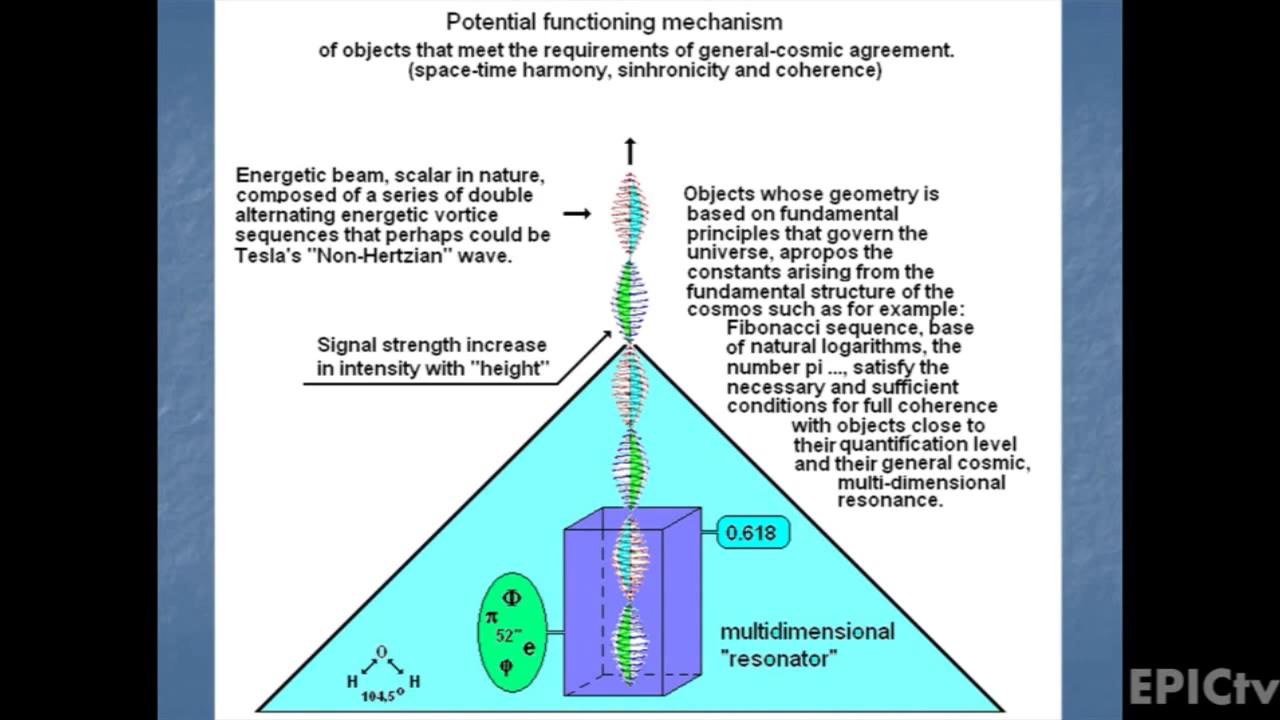 Potential functioning mechanism
of objects that meet the requirements of general-cosmic agreement.
(space-time harmony, sinhronicity and coherence)
Energetic beam, scalar in nature,
composed of a series of double
alternating energetic vortice
sequences that perhaps could be
Tesla's "Non-Hertzian" wave.
Objects whose geometry is
based on fundamental
principles that govern the
universe, apropos the
constants arising from the
fundamental structure of the
cosmos such as for example:
Fibonacci sequence, base
of natural logarithms, the
number pi ..., satisfy the
necessary and sufficient
conditions for full coherence
with objects close to
their quantification level
and their general cosmic,
multi-dimensional
resonance.
Signal strength increase
in intensity with "height"
0.618
Φ
π
52°
e
φ
multidimensional
"resonator"
O
H H
104,5°
EPICtv